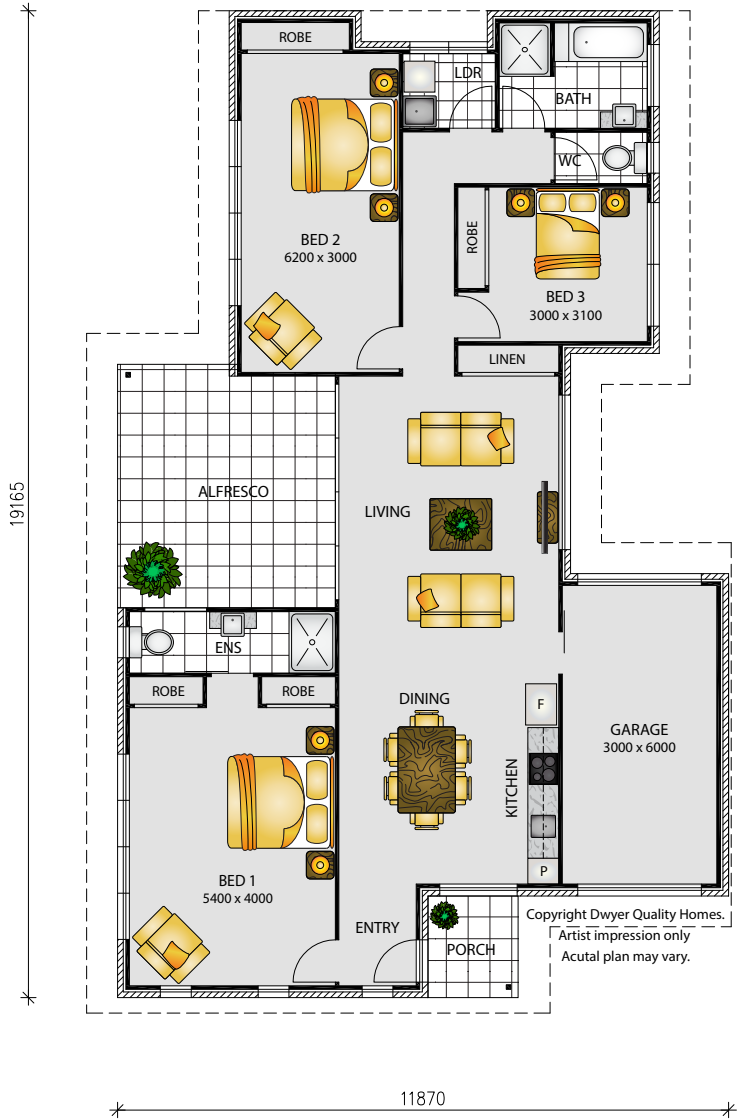 ROBE
LDR
BATH
WC
BED 2
6200 x 3000
ROBE
BED 3
3000 x 3100
LINEN
19165
ALFRESCO
LIVING
ENS
ROBE
ROBE
DINING
F
KITCHEN
P
GARAGE
3000 x 6000
BED 1
5400 x 4000
ENTRY
PORCH
Copyright Dwyer Quality Homes.
Artist impression only
Acutal plan may vary.
11870